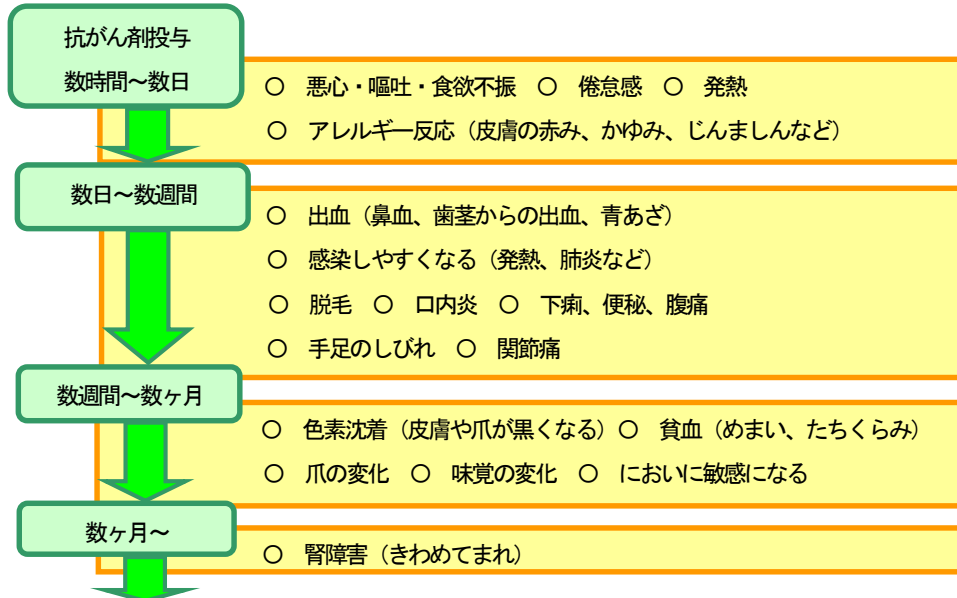 抗がん剤投与
数時間～数日
〇　悪心・嘔吐・食欲不振　〇　倦怠感　〇　発熱
〇　アレルギー反応（皮膚の赤み、かゆみ、じんましんなど）
数日～数週間
〇　出血（鼻血、歯茎からの出血、青あざ）
〇　感染しやすくなる（発熱、肺炎など）
〇　脱毛　〇　口内炎　〇　下痢、便秘、腹痛
〇　手足のしびれ　〇　関節痛
数週間～数ヶ月
〇　色素沈着（皮膚や爪が黒くなる）〇　貧血（めまい、たちくらみ）
〇　爪の変化　〇　味覚の変化　〇　においに敏感になる
数ヶ月～
〇　腎障害（きわめてまれ）